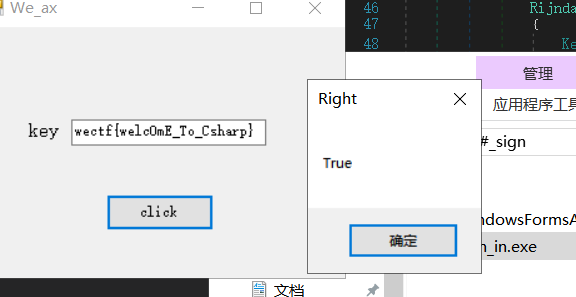 We_ax
46
Rijnda
47
{
48
Ke
管理
应用程序工具
#_sign
key
wectf{welcOmE_To_Csharp}
click
Right
True
确定
ndowsFormsA
n_in.exe
文档